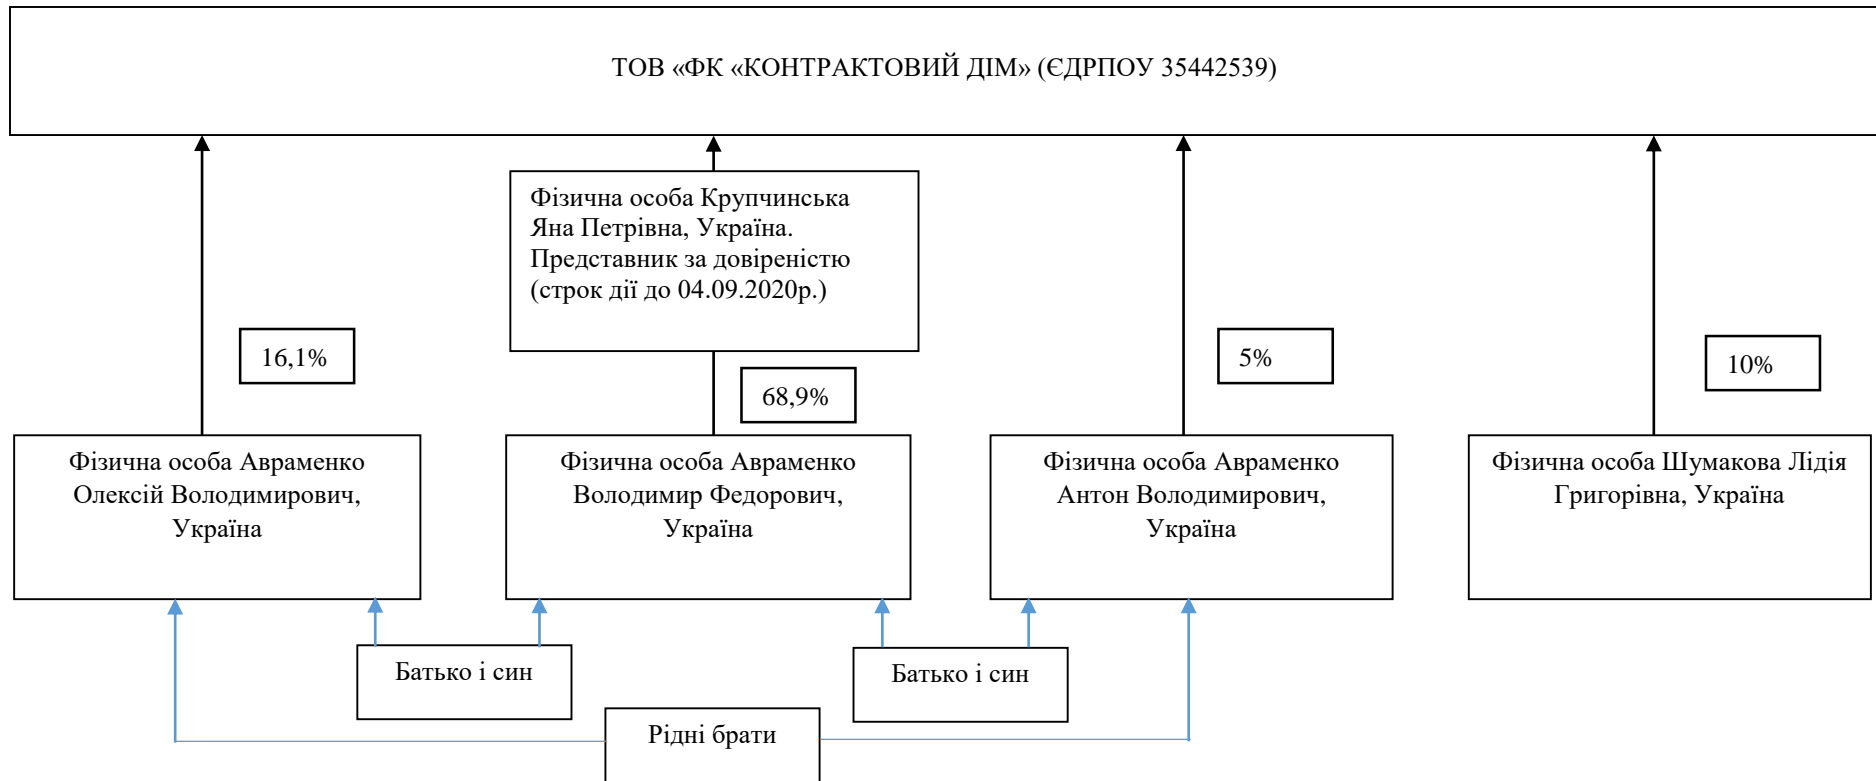 ТОВ «ФК «КОНТРАКТОВИЙ ДІМ» (ЄДРПОУ 35442539)
Фізична особа Крупчинська
Яна Петрівна, Україна.
Представник за довіреністю
(строк дії до 04.09.2020р.)
16,1%
68,9%
5%
10%
Фізична особа Авраменко
Олексій Володимирович,
Україна
Фізична особа Авраменко
Володимир Федорович,
Україна
Фізична особа Авраменко
Антон Володимирович,
Україна
Фізична особа Шумакова Лідія
Григорівна, Україна
Батько і син
Батько і син
Рідні брати